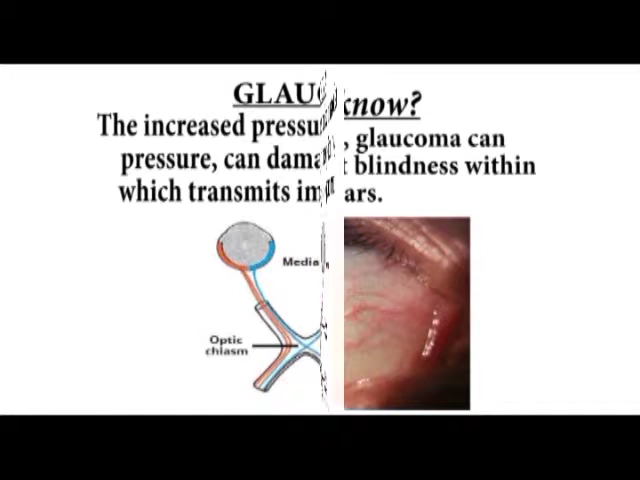 GLAU
know?
The increased pressu
, glaucoma can
pressure, can dama
t blindness within
which transmits im
ars.
Media
Optic
chiasm